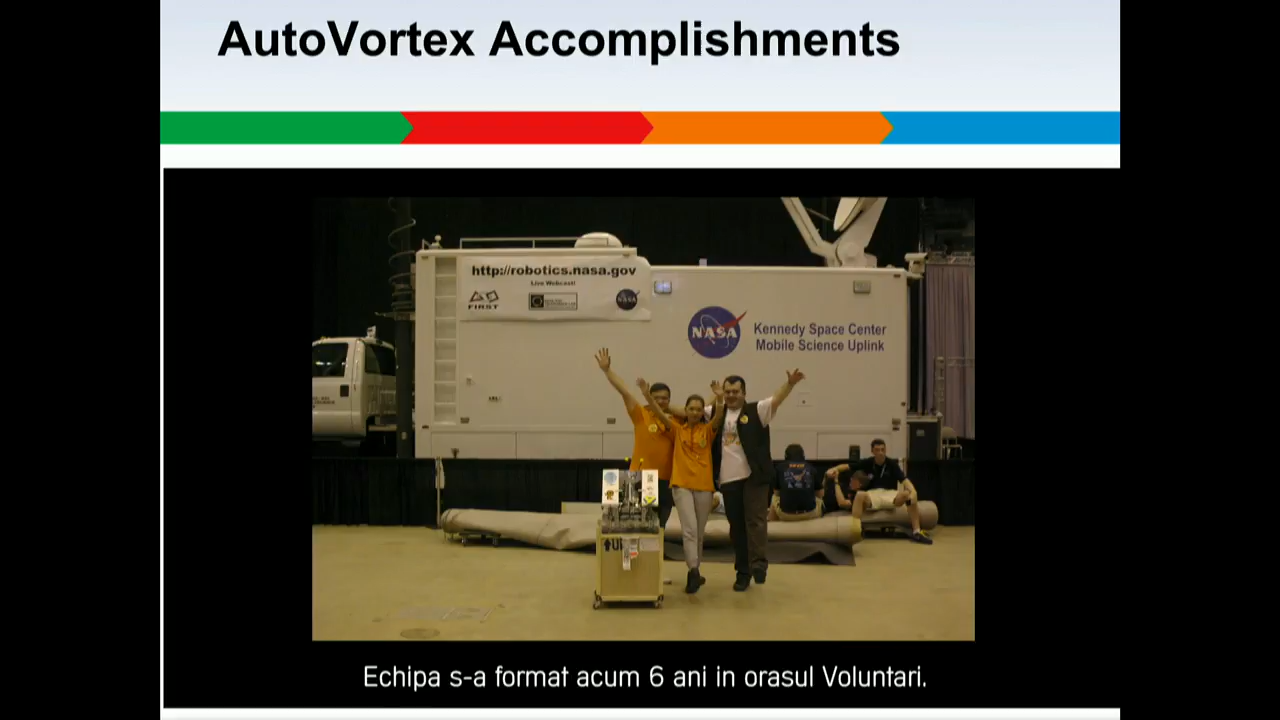 AutoVortex Accomplishments
http://robotics.nasa.gov
Live Webcast!
FIRST
NASA
NASA
Kennedy Space Center
Mobile Science Uplink
Echipa s-a format acum 6 ani in orasul Voluntari.